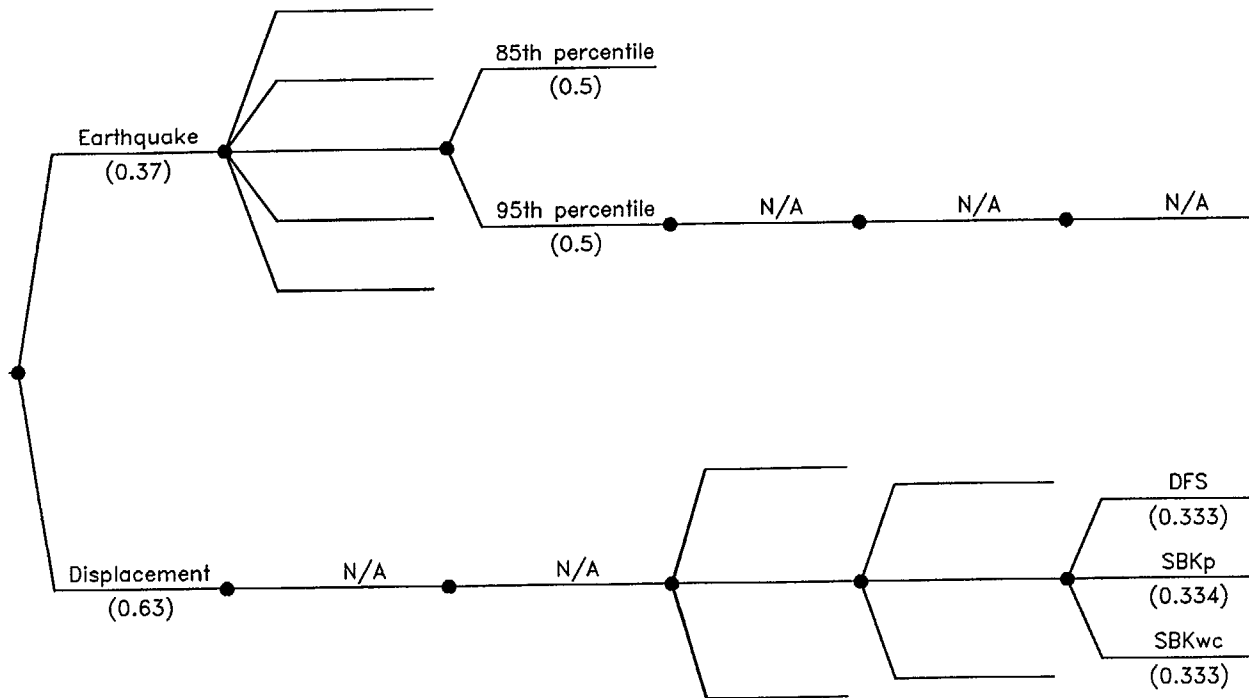 85th percentile
(0.5)
Earthquake
(0.37)
95th percentile
(0.5)
N/A
N/A
N/A
Displacement
(0.63)
N/A
N/A
DFS
(0.333)
SBKp
(0.334)
SBKwc
(0.333)